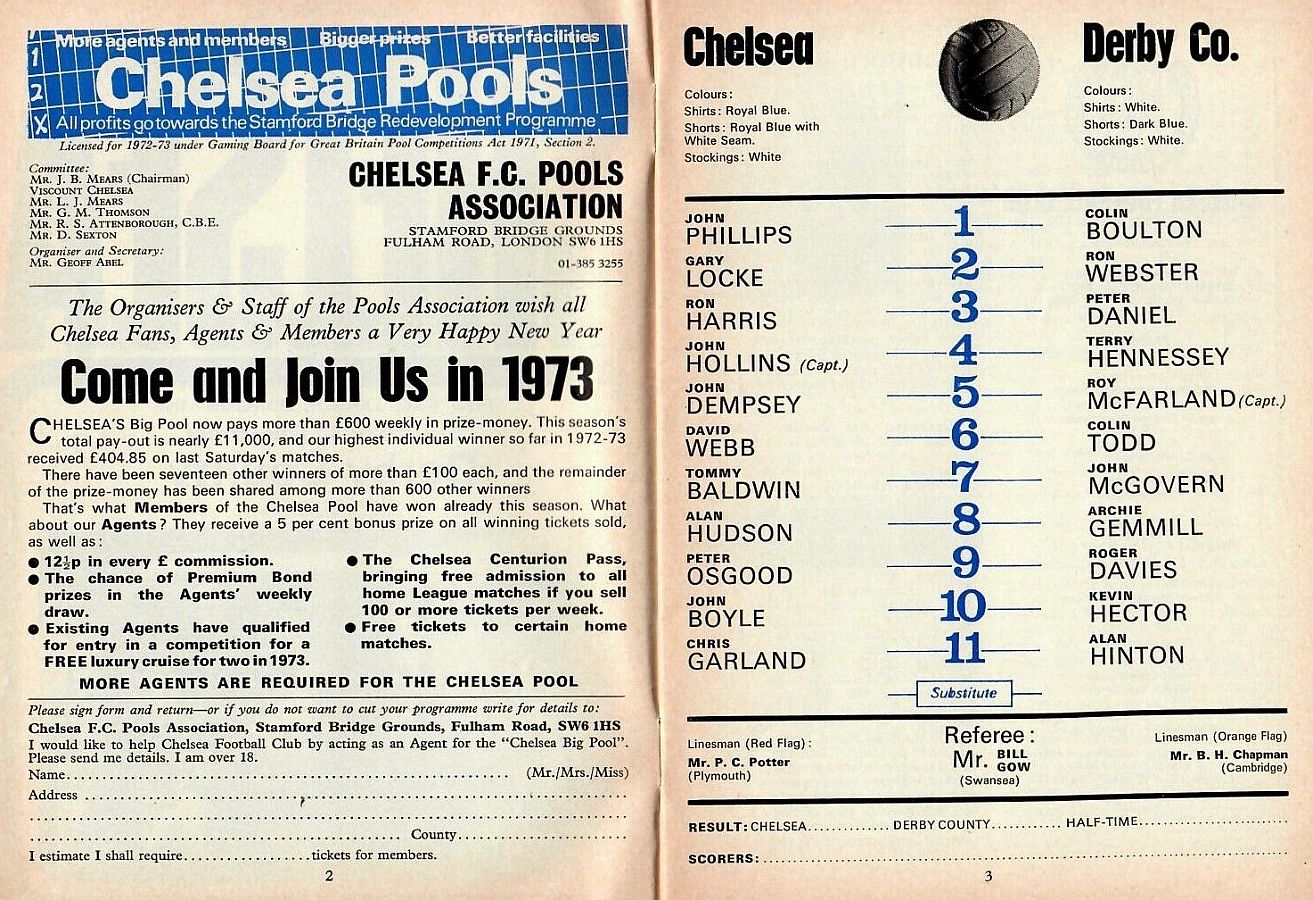 More agents and members Bigger prizes Better facilities
1
2
X
Chelsea Pools
All profits go towards the Stamford Bridge Redevelopment Programme
Licensed for 1972-73 under Gaming Board for Great Britain Pool Competitions Act 1971, Section 2.
Committee:
MR. J. B. MEARS (Chairman)
VISCOUNT CHELSEA
MR. L. J. MEARS
MR. G. M. THOMSON
MR. R. S. ATTENBOROUGH, C.B.E.
MR. D. SEXTON
Organiser and Secretary:
MR. GEOFF ABEL
CHELSEA F.C. POOLS
ASSOCIATION
STAMFORD BRIDGE GROUNDS
FULHAM ROAD, LONDON SW6 1HS
01-385 3255
The Organisers & Staff of the Pools Association wish all
Chelsea Fans, Agents & Members a Very Happy New Year
Come and Join Us in 1973
CHELSEA'S Big Pool now pays more than £600 weekly in prize-money. This season's
total pay-out is nearly £11,000, and our highest individual winner so far in 1972-73
received £404.85 on last Saturday's matches.
There have been seventeen other winners of more than £100 each, and the remainder
of the prize-money has been shared among more than 600 other winners
That's what Members of the Chelsea Pool have won already this season. What
about our Agents? They receive a 5 per cent bonus prize on all winning tickets sold,
as well as:
● 12½p in every £ commission.
● The chance of Premium Bond
prizes in the Agents' weekly
draw.
● Existing Agents have qualified
for entry in a competition for a
FREE luxury cruise for two in 1973.
● The Chelsea Centurion Pass,
bringing free admission to all
home League matches if you sell
100 or more tickets per week.
● Free tickets to certain home
matches.
MORE AGENTS ARE REQUIRED FOR THE CHELSEA POOL
Please sign form and return—or if you do not want to cut your programme write for details to:
Chelsea F.C. Pools Association, Stamford Bridge Grounds, Fulham Road, SW6 1HS
I would like to help Chelsea Football Club by acting as an Agent for the "Chelsea Big Pool".
Please send me details. I am over 18.
Name.................... (Mr./Mrs./Miss)
Address ....................
.................... County....................
I estimate I shall require....................tickets for members.
2
Chelsea
Colours:
Shirts: Royal Blue.
Shorts: Royal Blue with
White Seam.
Stockings: White
Derby Co.
Colours:
Shirts: White.
Shorts: Dark Blue.
Stockings: White.
JOHN PHILLIPS 1 COLIN BOULTON
GARY LOCKE 2 RON WEBSTER
RON HARRIS 3 PETER DANIEL
JOHN HOLLINS (Capt.) 4 TERRY HENNESSEY
JOHN DEMPSEY 5 ROY McFARLAND (Capt.)
DAVID WEBB 6 COLIN TODD
TOMMY BALDWIN 7 JOHN McGOVERN
ALAN HUDSON 8 ARCHIE GEMMILL
PETER OSGOOD 9 ROGER DAVIES
JOHN BOYLE 10 KEVIN HECTOR
CHRIS GARLAND 11 ALAN HINTON
Substitute
Linesman (Red Flag):
Mr. P. C. Potter
(Plymouth)
Referee:
Mr. BILL GOW
(Swansea)
Linesman (Orange Flag)
Mr. B. H. Chapman
(Cambridge)
RESULT: CHELSEA............ DERBY COUNTY.......... HALF-TIME....................
SCORERS:....................
3